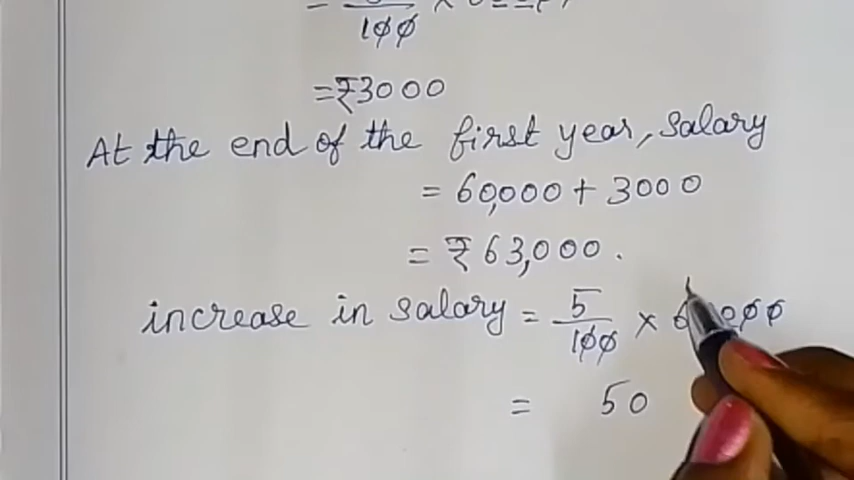 100
=₹3000
At the end of the first year, salary
= 60,000 + 3000
= ₹63,000.
increase in salary = 5/100 ×
= 50